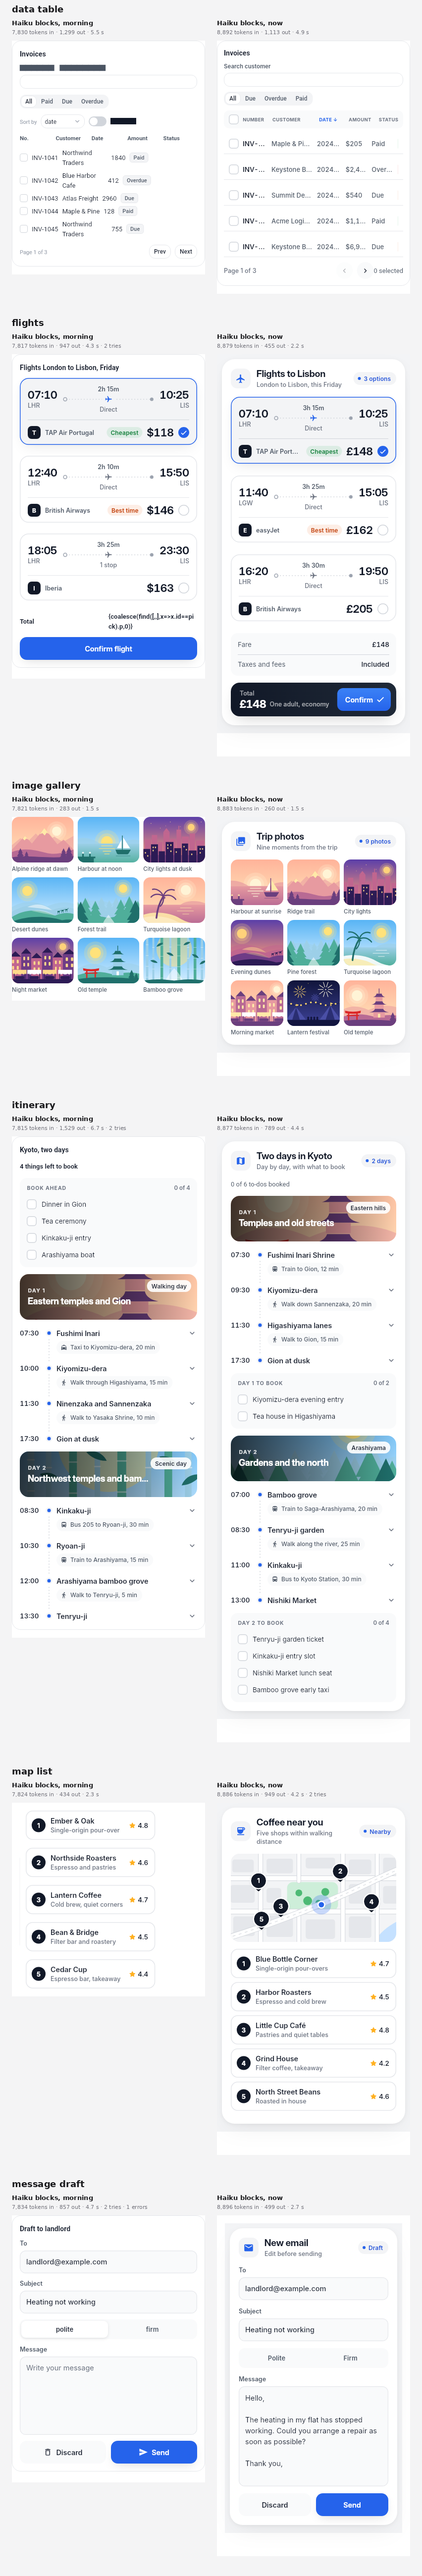 data table
Haiku blocks, morning
7,830 tokens in · 1,299 out · 5.5 s
Invoices
All Paid Due Overdue
Sort by date
No. Customer Date Amount Status
INV-1041 Northwind Traders 1840 Paid
INV-1042 Blue Harbor Cafe 412 Overdue
INV-1043 Atlas Freight 2960 Due
INV-1044 Maple & Pine 128 Paid
INV-1045 Northwind Traders 755 Due
Page 1 of 3 Prev Next
Haiku blocks, now
8,892 tokens in · 1,113 out · 4.9 s
Invoices
Search customer
All Due Overdue Paid
NUMBER CUSTOMER DATE ↓ AMOUNT STATUS
INV-... Maple & Pi... 2024... $205 Paid
INV-... Keystone B... 2024... $2,4... Over...
INV-... Summit De... 2024... $540 Due
INV-... Acme Logi... 2024... $1,1... Paid
INV-... Keystone B... 2024... $6,9... Due
Page 1 of 3 0 selected
flights
Haiku blocks, morning
7,817 tokens in · 947 out · 4.3 s · 2 tries
Flights London to Lisbon, Friday
07:10 2h 15m 10:25
LHR Direct LIS
T TAP Air Portugal Cheapest $118
12:40 2h 10m 15:50
LHR Direct LIS
B British Airways Best time $146
18:05 3h 25m 23:30
LHR 1 stop LIS
I Iberia $163
Total {coalesce(find([,,],x=>x.id==pi
ck).p,0)}
Confirm flight
Haiku blocks, now
8,879 tokens in · 455 out · 2.2 s
Flights to Lisbon
London to Lisbon, this Friday
3 options
07:10 3h 15m 10:25
LHR Direct LIS
T TAP Air Port... Cheapest £148
11:40 3h 25m 15:05
LGW Direct LIS
E easyJet Best time £162
16:20 3h 30m 19:50
LHR Direct LIS
B British Airways £205
Fare £148
Taxes and fees Included
Total
£148 One adult, economy
Confirm
image gallery
Haiku blocks, morning
7,821 tokens in · 283 out · 1.5 s
Alpine ridge at dawn Harbour at noon City lights at dusk
Desert dunes Forest trail Turquoise lagoon
Night market Old temple Bamboo grove
Haiku blocks, now
8,883 tokens in · 260 out · 1.5 s
Trip photos
Nine moments from the trip
9 photos
Harbour at sunrise Ridge trail City lights
Evening dunes Pine forest Turquoise lagoon
Morning market Lantern festival Old temple
itinerary
Haiku blocks, morning
7,815 tokens in · 1,529 out · 6.7 s · 2 tries
Kyoto, two days
4 things left to book
BOOK AHEAD 0 of 4
Dinner in Gion
Tea ceremony
Kinkaku-ji entry
Arashiyama boat
Walking day
DAY 1
Eastern temples and Gion
07:30 Fushimi Inari
Taxi to Kiyomizu-dera, 20 min
10:00 Kiyomizu-dera
Walk through Higashiyama, 15 min
11:30 Ninenzaka and Sannenzaka
Walk to Yasaka Shrine, 10 min
17:30 Gion at dusk
Scenic day
DAY 2
Northwest temples and bam...
08:30 Kinkaku-ji
Bus 205 to Ryoan-ji, 30 min
10:30 Ryoan-ji
Train to Arashiyama, 15 min
12:00 Arashiyama bamboo grove
Walk to Tenryu-ji, 5 min
13:30 Tenryu-ji
Haiku blocks, now
8,877 tokens in · 789 out · 4.4 s
Two days in Kyoto
Day by day, with what to book
2 days
0 of 6 to-dos booked
Eastern hills
DAY 1
Temples and old streets
07:30 Fushimi Inari Shrine
Train to Gion, 12 min
09:30 Kiyomizu-dera
Walk down Sannenzaka, 20 min
11:30 Higashiyama lanes
Walk to Gion, 15 min
17:30 Gion at dusk
DAY 1 TO BOOK 0 of 2
Kiyomizu-dera evening entry
Tea house in Higashiyama
Arashiyama
DAY 2
Gardens and the north
07:00 Bamboo grove
Train to Saga-Arashiyama, 20 min
08:30 Tenryu-ji garden
Walk along the river, 25 min
11:00 Kinkaku-ji
Bus to Kyoto Station, 30 min
13:00 Nishiki Market
DAY 2 TO BOOK 0 of 4
Tenryu-ji garden ticket
Kinkaku-ji entry slot
Nishiki Market lunch seat
Bamboo grove early taxi
map list
Haiku blocks, morning
7,824 tokens in · 434 out · 2.3 s
1 Ember & Oak 4.8
Single-origin pour-over
2 Northside Roasters 4.6
Espresso and pastries
3 Lantern Coffee 4.7
Cold brew, quiet corners
4 Bean & Bridge 4.5
Filter bar and roastery
5 Cedar Cup 4.4
Espresso bar, takeaway
Haiku blocks, now
8,886 tokens in · 949 out · 4.2 s · 2 tries
Coffee near you
Five shops within walking
distance
Nearby
1 2 3 4 5
1 Blue Bottle Corner 4.7
Single-origin pour-overs
2 Harbor Roasters 4.5
Espresso and cold brew
3 Little Cup Café 4.8
Pastries and quiet tables
4 Grind House 4.2
Filter coffee, takeaway
5 North Street Beans 4.6
Roasted in house
message draft
Haiku blocks, morning
7,834 tokens in · 857 out · 4.7 s · 2 tries · 1 errors
Draft to landlord
To
landlord@example.com
Subject
Heating not working
polite firm
Message
Write your message
Discard Send
Haiku blocks, now
8,896 tokens in · 499 out · 2.7 s
New email
Edit before sending
Draft
To
landlord@example.com
Subject
Heating not working
Polite Firm
Message
Hello,
The heating in my flat has stopped
working. Could you arrange a repair as
soon as possible?
Thank you,
Discard Send